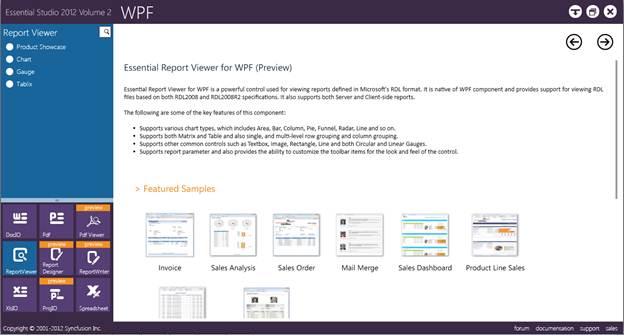 Essential Studio 2012 Volume 2
WPF
Report Viewer
Product Showcase
Chart
Gauge
Tablix
Essential Report Viewer for WPF (Preview)
Essential Report Viewer for WPF is a powerful control used for viewing reports defined in Microsoft's RDL format. It is native of WPF component and provides support for viewing RDL
files based on both RDL2008 and RDL2008R2 specifications. It also supports both Server and Client-side reports.
The following are some of the key features of this component:
• Supports various chart types, which includes Area, Bar, Column, Pie, Funnel, Radar, Line and so on.
• Supports both Matrix and Table and also single, and multi-level row grouping and column grouping.
• Supports other common controls such as Textbox, Image, Rectangle, Line and both Circular and Linear Gauges.
• Supports report parameter and also provides the ability to customize the toolbar items for the look and feel of the control.
> Featured Samples
Invoice
Sales Analysis
Sales Order
Mail Merge
Sales Dashboard
Product Line Sales
preview
DocIO
Pdf
Pdf Viewer
preview
preview
ReportViewer
Report
Designer
ReportWriter
preview
XlsIO
PrigIO
Spreadsheet
Copyright © 2001-2012 Syncfusion Inc.
forum
documentation
support
sales